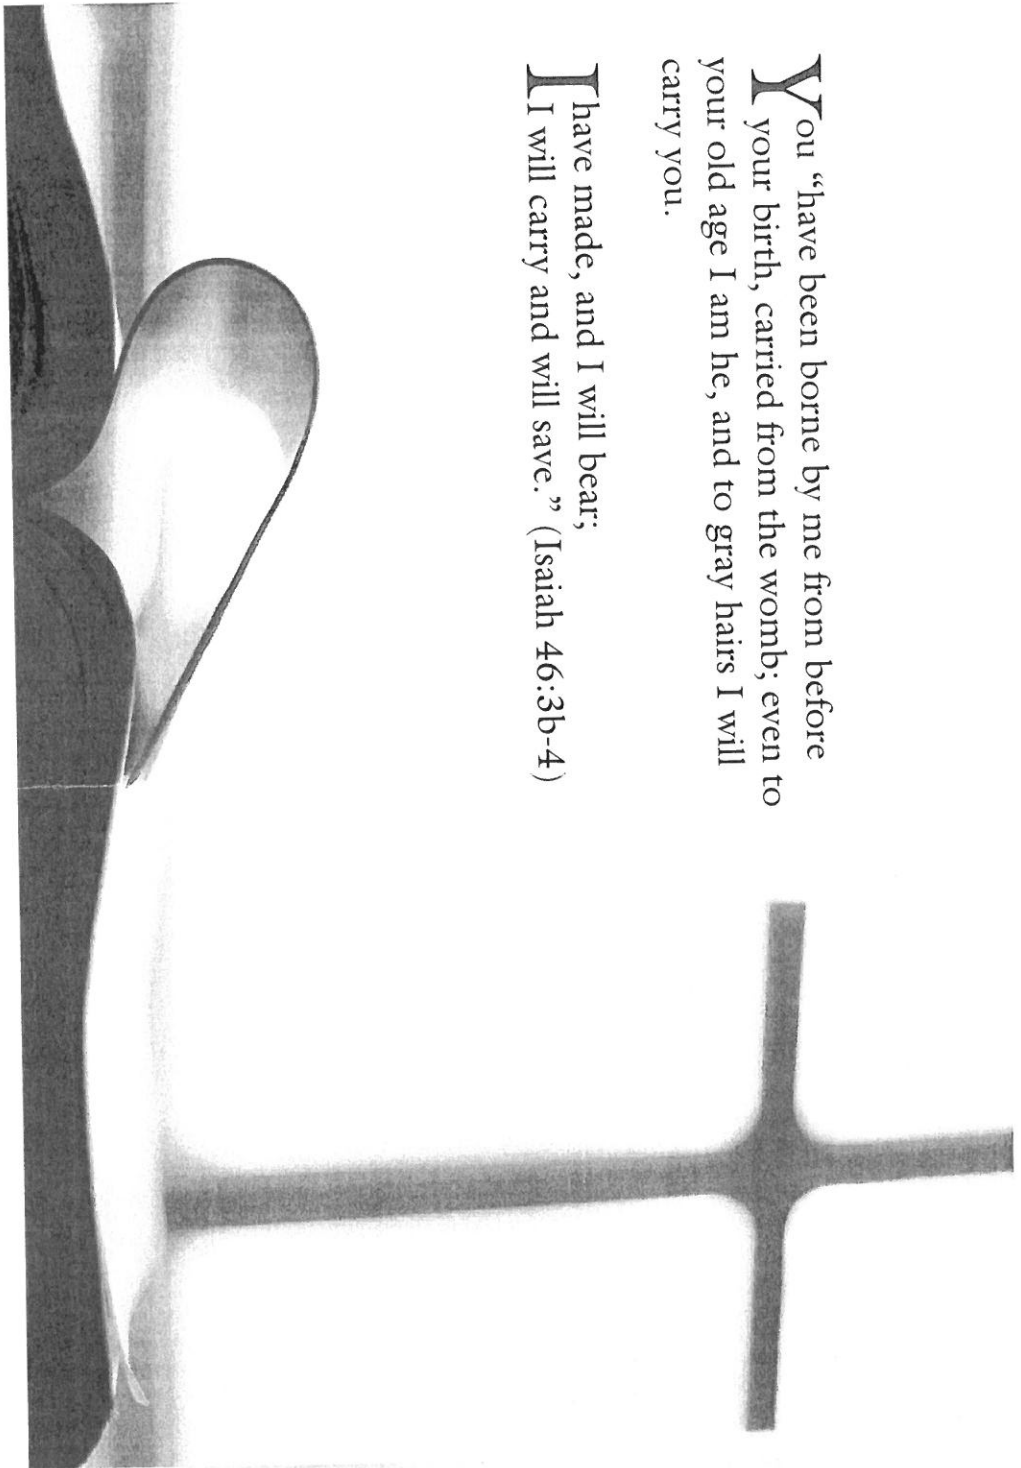 You “have been borne by me from before
your birth, carried from the womb; even to
your old age I am he, and to gray hairs I will
carry you.
I have made, and I will bear;
I will carry and will save.” (Isaiah 46:3b-4)